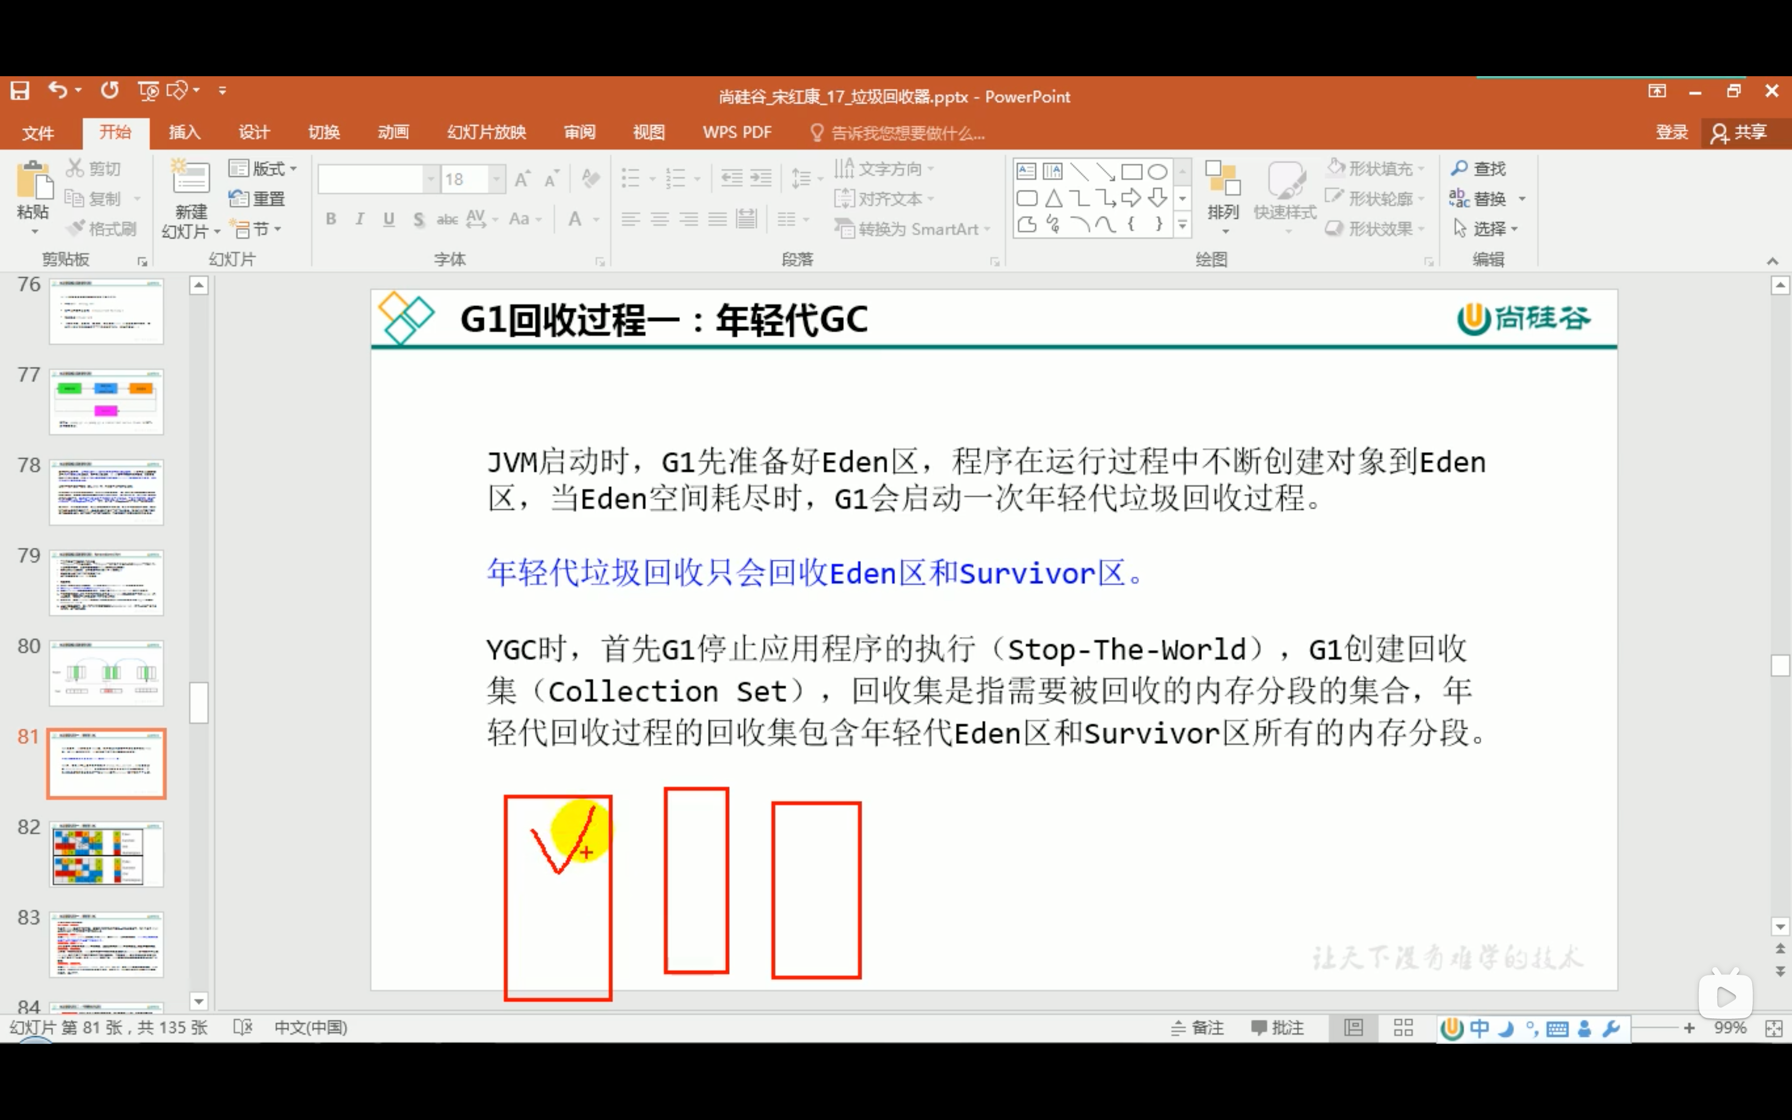 尚硅谷_宋红康_17_垃圾回收器.pptx - PowerPoint
文件 开始 插入 设计 切换 动画 幻灯片放映 审阅 视图 WPS PDF 告诉我您想要做什么... 登录 共享
粘贴 剪切 复制 格式刷 剪贴板
新建 幻灯片 版式 重置 节 幻灯片
18 B I U S abc AV Aa A 字体
文字方向 对齐文本 转换为 SmartArt 段落
排列 快速样式 形状填充 形状轮廓 形状效果 绘图
查找 替换 选择 编辑
76
77
78
79
80
81
82
83
84
G1回收过程一：年轻代GC
尚硅谷
JVM启动时，G1先准备好Eden区，程序在运行过程中不断创建对象到Eden
区，当Eden空间耗尽时，G1会启动一次年轻代垃圾回收过程。
年轻代垃圾回收只会回收Eden区和Survivor区。
YGC时，首先G1停止应用程序的执行（Stop-The-World），G1创建回收
集（Collection Set），回收集是指需要被回收的内存分段的集合，年
轻代回收过程的回收集包含年轻代Eden区和Survivor区所有的内存分段。
让天下没有难学的技术
幻灯片 第 81 张，共 135 张 中文(中国) 备注 批注 中 99%